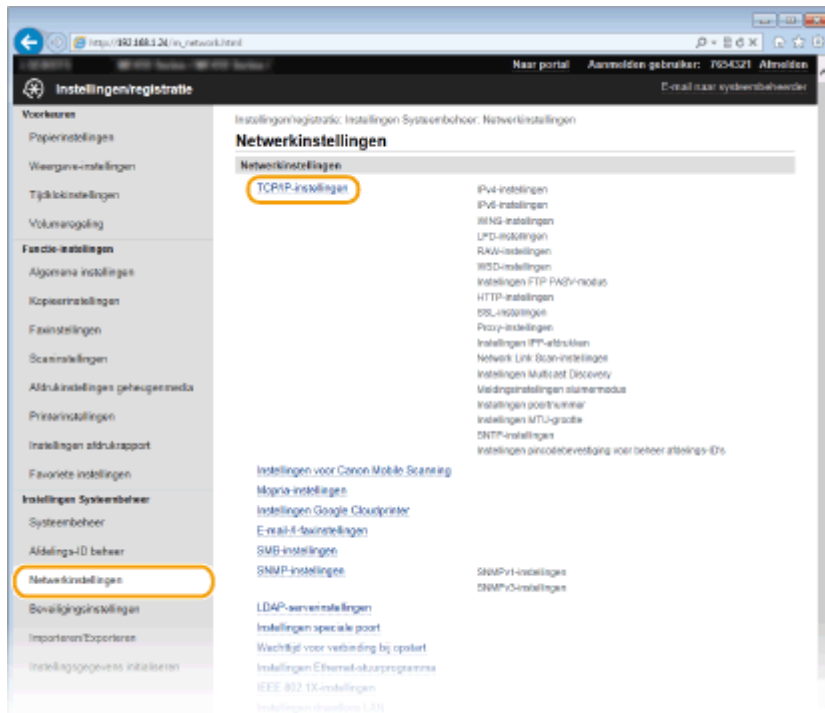 http://192.168.1.24/m_network.html
Naar portal Aanmelden gebruiker: 7654321 Afmelden
Instellingen/registratie
E-mail naar systeembeheerder
Voorkeuren
Papierinstellingen
Weergave-instellingen
Tijdklokinstellingen
Volumeregeling
Functie-instellingen
Algemene instellingen
Kopieerinstellingen
Faxinstellingen
Scaninstellingen
Afdrukinstellingen geheugenmedia
Printerinstellingen
Instellingen afdrukrapport
Favoriete instellingen
Instellingen Systeembeheer
Systeembeheer
Afdelings-ID beheer
Netwerkinstellingen
Beveiligingsinstellingen
Importeren/Exporteren
Instellingsgegevens initialiseren
Instellingen/registratie: Instellingen Systeembeheer: Netwerkinstellingen
Netwerkinstellingen
Netwerkinstellingen
TCP/IP-instellingen
IPv4-instellingen
IPv6-instellingen
WINS-instellingen
LPD-instellingen
RAW-instellingen
WSD-instellingen
Instellingen FTP PASV-modus
HTTP-instellingen
SSL-instellingen
Proxy-instellingen
Instellingen IPP-afdrukken
Network Link Scan-instellingen
Instellingen Multicast Discovery
Meldingsinstellingen sluimermodus
Instellingen poortnummer
Instellingen MTU-grootte
SNTP-instellingen
Instellingen pincodebevestiging voor beheer afdelings-ID's
Instellingen voor Canon Mobile Scanning
Mopria-instellingen
Instellingen Google Cloudprinter
E-mail-/I-faxinstellingen
SMB-instellingen
SNMP-instellingen
SNMPv1-instellingen
SNMPv3-instellingen
LDAP-serverinstellingen
Instellingen speciale poort
Wachttijd voor verbinding bij opstart
Instellingen Ethernet-stuurprogramma
IEEE 802.1X-instellingen
Instellingen draadloos LAN